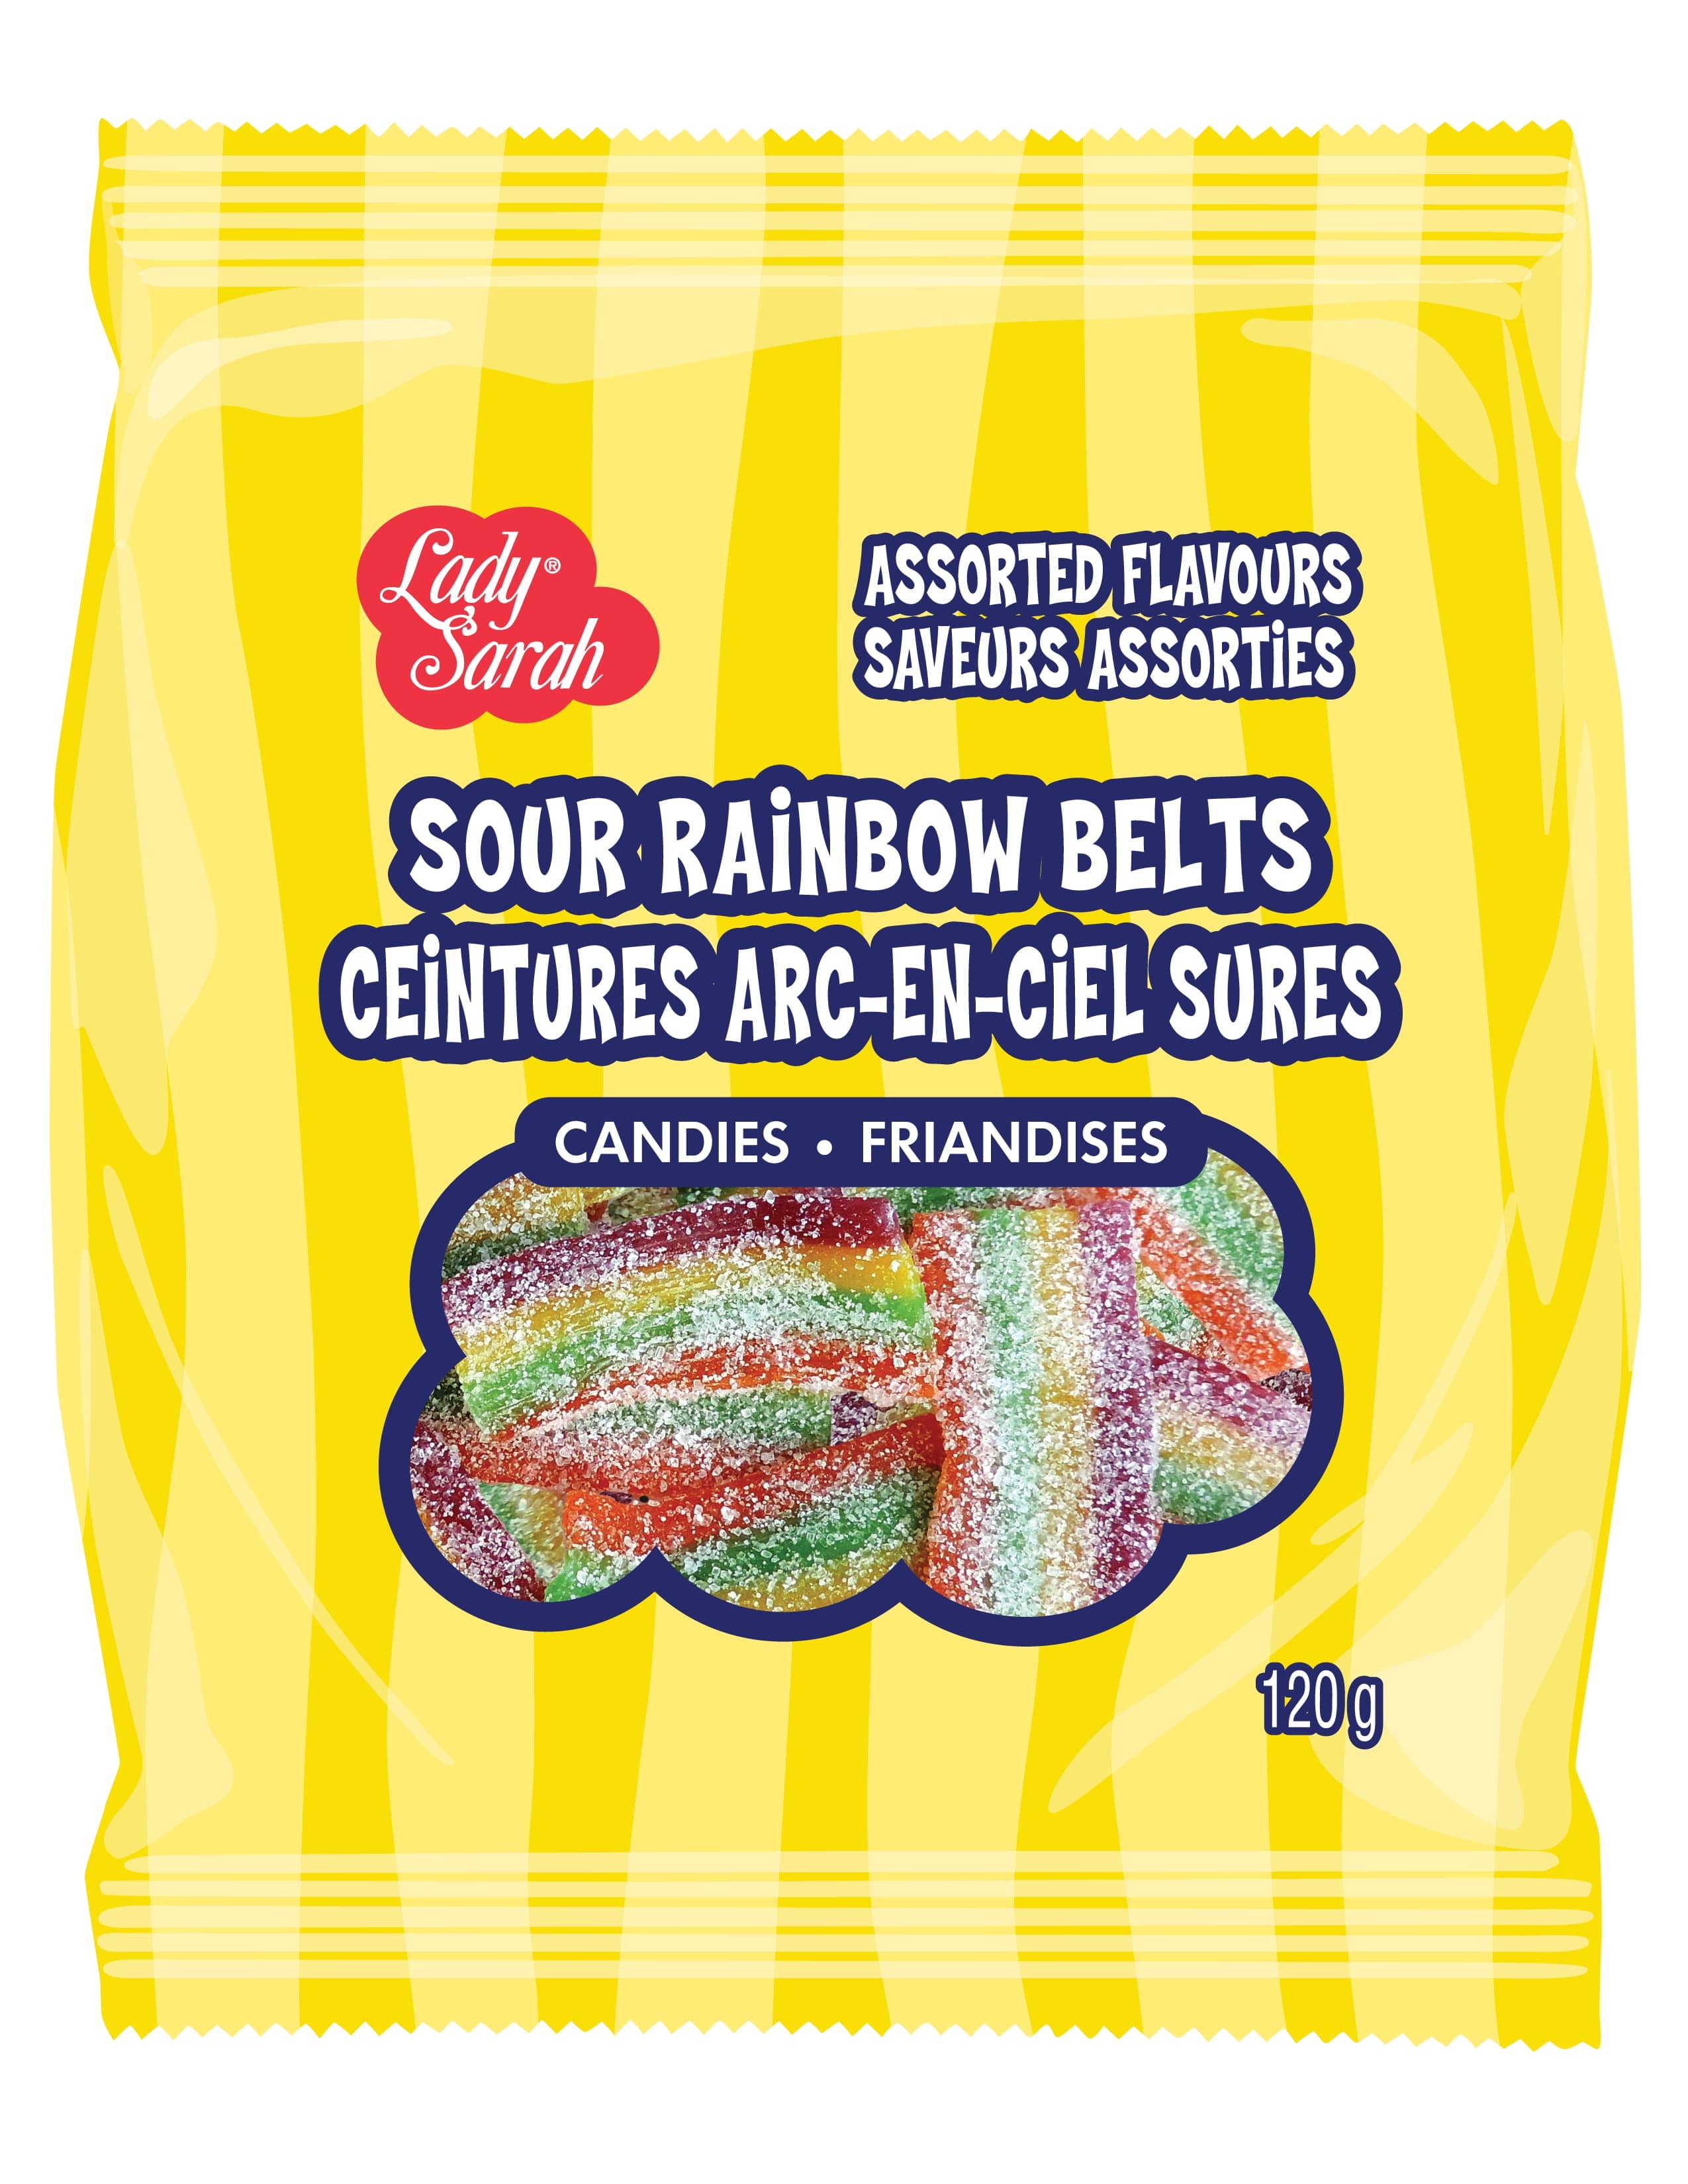 Lady®
Sarah
ASSORTED FLAVOURS
SAVEURS ASSORTIES
SOUR RAINBOW BELTS
CEINTURES ARC-EN-CIEL SURES
CANDIES • FRIANDISES
120 g